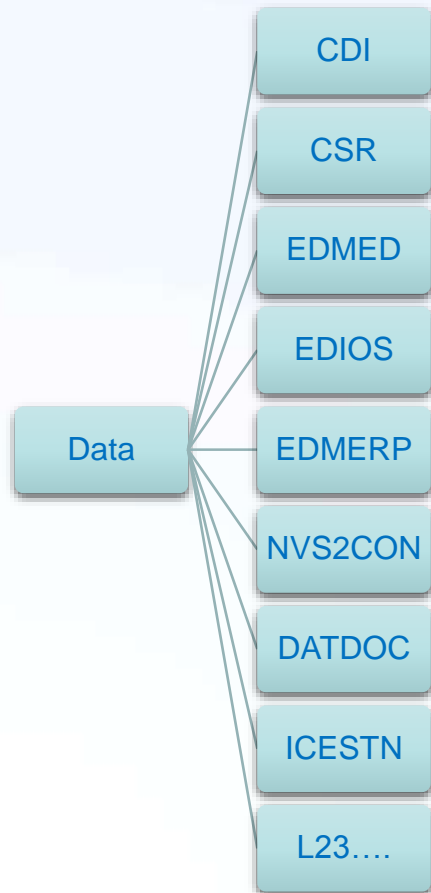 CDI
CSR
EDMED
EDIOS
Data
EDMERP
NVS2CON
DATDOC
ICESTN
L23….